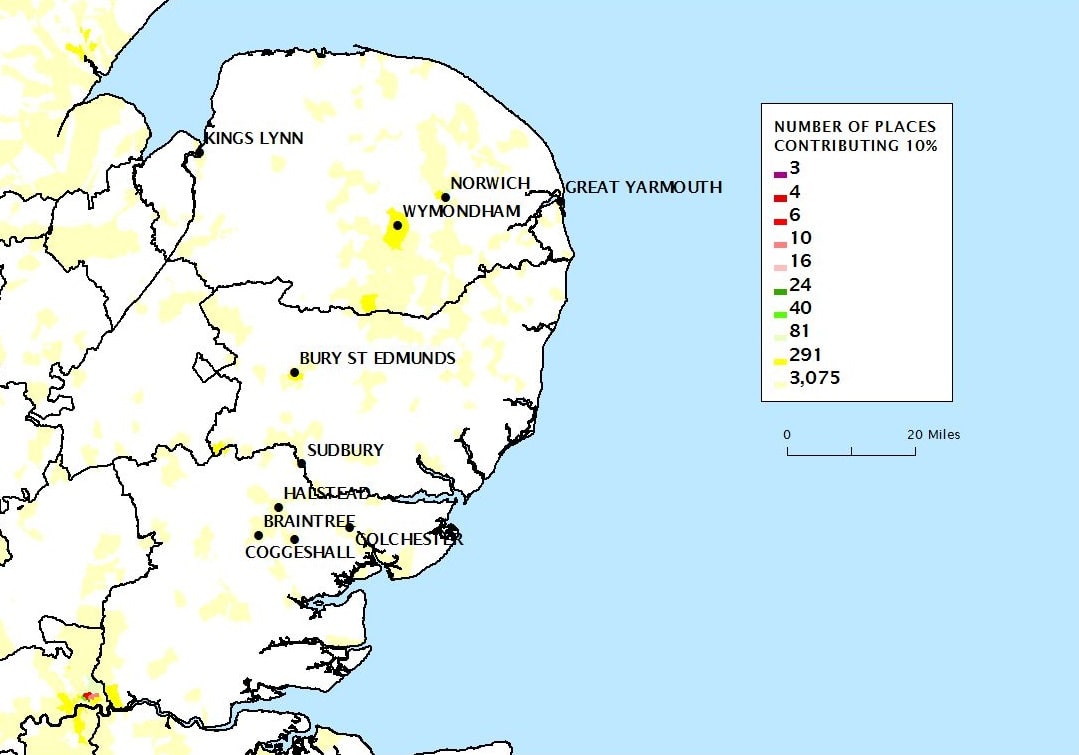 KINGS LYNN
NORWICH
GREAT YARMOUTH
WYMONDHAM
BURY ST EDMUNDS
SUDBURY
HALSTEAD
BRAINTREE
COLCHESTER
COGGESHALL
NUMBER OF PLACES
CONTRIBUTING 10%
3
4
6
10
16
24
40
81
291
3,075
0 20 Miles